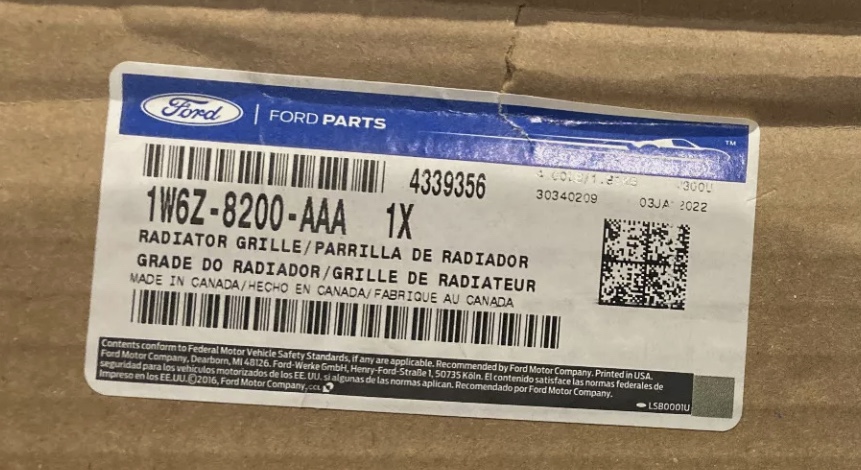 Ford | FORD PARTS
™
4339356
30340209
1W6Z-8200-AAA 1X
RADIATOR GRILLE/PARRILLA DE RADIADOR
GRADE DO RADIADOR/GRILLE DE RADIATEUR
MADE IN CANADA/HECHO EN CANADA/FABRIQUE AU CANADA
Contents conform to Federal Motor Vehicle Safety Standards, if any are applicable. Recommended by Ford Motor Company. Printed in USA.
Ford Motor Company, Dearborn, MI 48126. Ford-Werke GmbH, Henry-Ford-Straße 1, 50735 Köln. El contenido satisface las normas federales de
seguridad para los vehículos motorizados de los EE. UU. si algunas de las normas aplican. Recomendado por Ford Motor Company.
Impreso en los EE.UU.©2016, Ford Motor Company,
LSB0001U